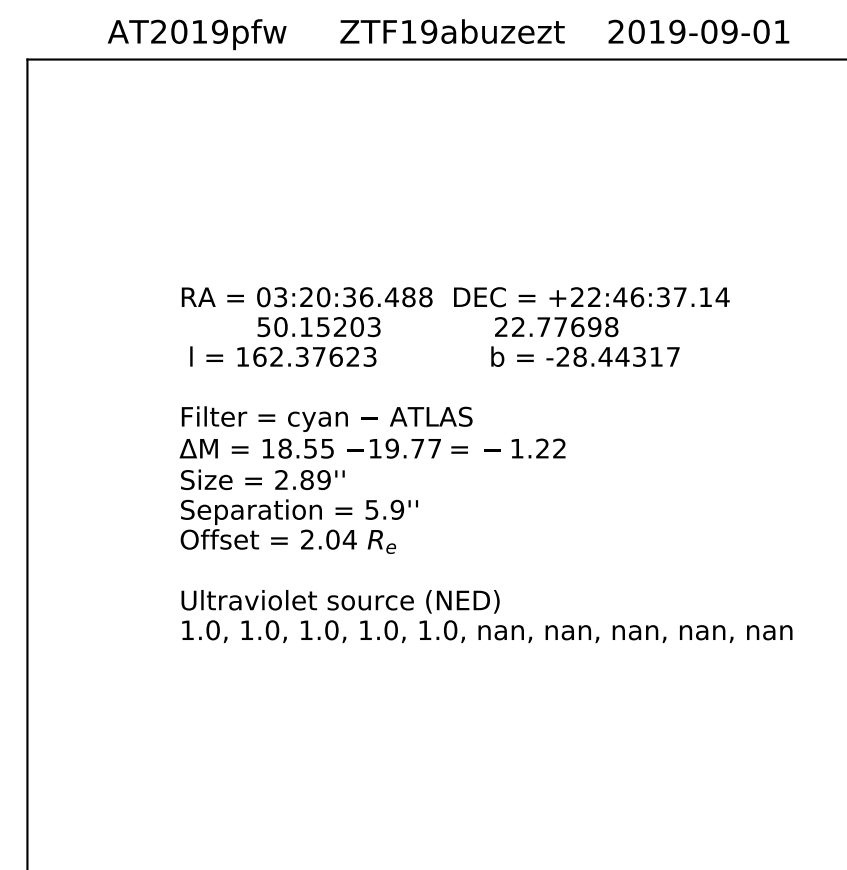 AT2019pfw ZTF19abuzezt 2019-09-01
RA = 03:20:36.488 DEC = +22:46:37.14
50.15203 22.77698
l = 162.37623 b = -28.44317
Filter = cyan − ATLAS
ΔM = 18.55 −19.77 = − 1.22
Size = 2.89''
Separation = 5.9''
Offset = 2.04 Re
Ultraviolet source (NED)
1.0, 1.0, 1.0, 1.0, 1.0, nan, nan, nan, nan, nan